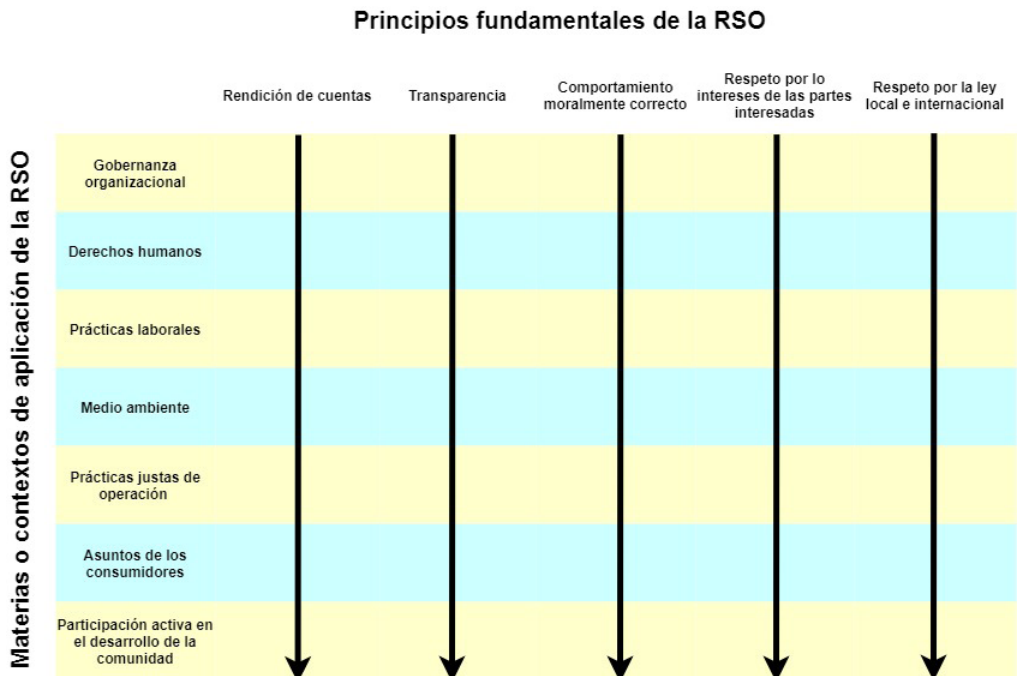 Principios fundamentales de la RSO
Rendición de cuentas
Transparencia
Comportamiento
moralmente correcto
Respeto por lo
intereses de las partes
interesadas
Respeto por la ley
local e internacional
Materias o contextos de aplicación de la RSO
Gobernanza
organizacional
Derechos humanos
Prácticas laborales
Medio ambiente
Prácticas justas de
operación
Asuntos de los
consumidores
Participación activa en
el desarrollo de la
comunidad